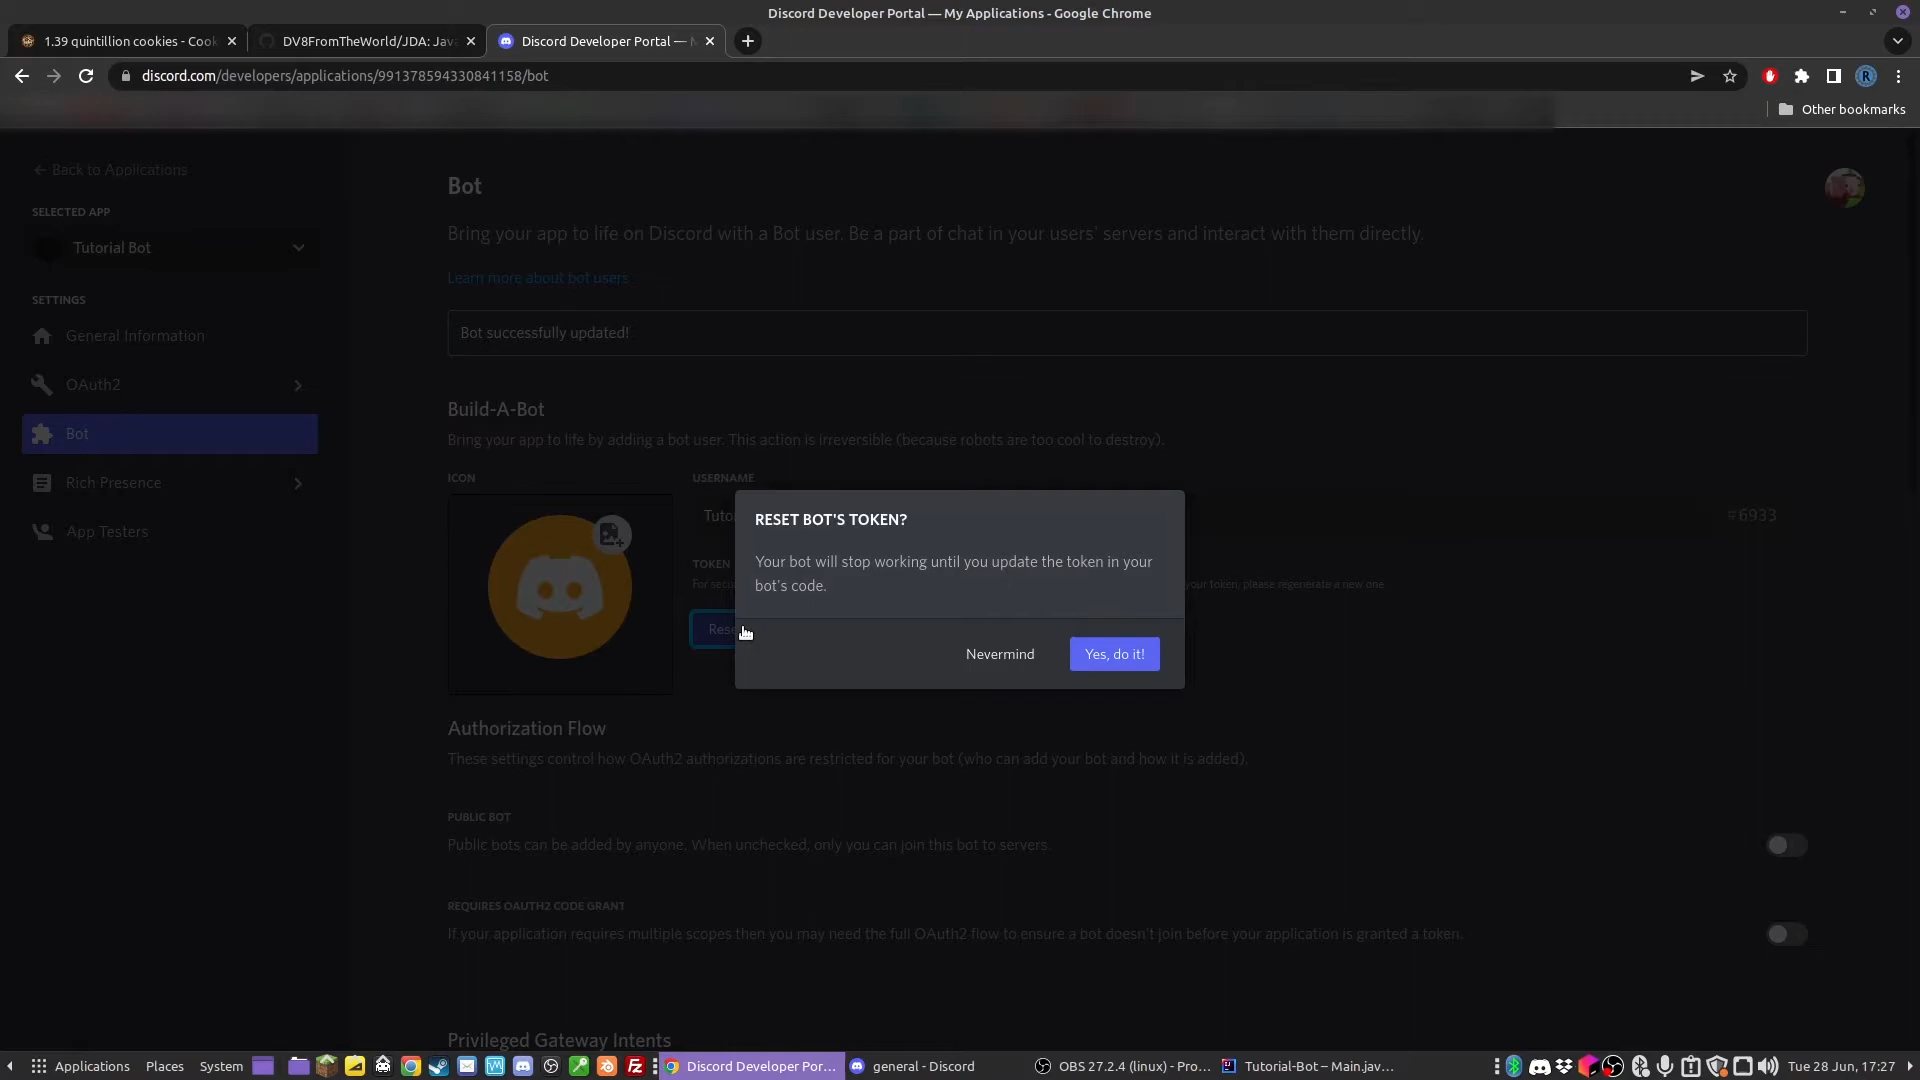 Discord Developer Portal — My Applications - Google Chrome
1.39 quintillion cookies - Cook
DV8FromTheWorld/JDA: Java
Discord Developer Portal —
discord.com/developers/applications/991378594330841158/bot
R
Other bookmarks
← Back to Applications
SELECTED APP
Tutorial Bot
SETTINGS
General Information
OAuth2
Bot
Rich Presence
App Testers
Bot
Bring your app to life on Discord with a Bot user. Be a part of chat in your users' servers and interact with them directly.
Learn more about bot users
Bot successfully updated!
Build-A-Bot
Bring your app to life by adding a bot user. This action is irreversible (because robots are too cool to destroy).
ICON
USERNAME
Tuto
#6933
TOKEN
For secu
your token, please regenerate a new one
Rese
RESET BOT'S TOKEN?
Your bot will stop working until you update the token in your
bot's code.
Nevermind
Yes, do it!
Authorization Flow
These settings control how OAuth2 authorizations are restricted for your bot (who can add your bot and how it is added).
PUBLIC BOT
Public bots can be added by anyone. When unchecked, only you can join this bot to servers.
REQUIRES OAUTH2 CODE GRANT
If your application requires multiple scopes then you may need the full OAuth2 flow to ensure a bot doesn't join before your application is granted a token.
Privileged Gateway Intents
Applications Places System
Discord Developer Por...
general - Discord
OBS 27.2.4 (linux) - Pro...
Tutorial-Bot – Main.jav...
Tue 28 Jun, 17:27